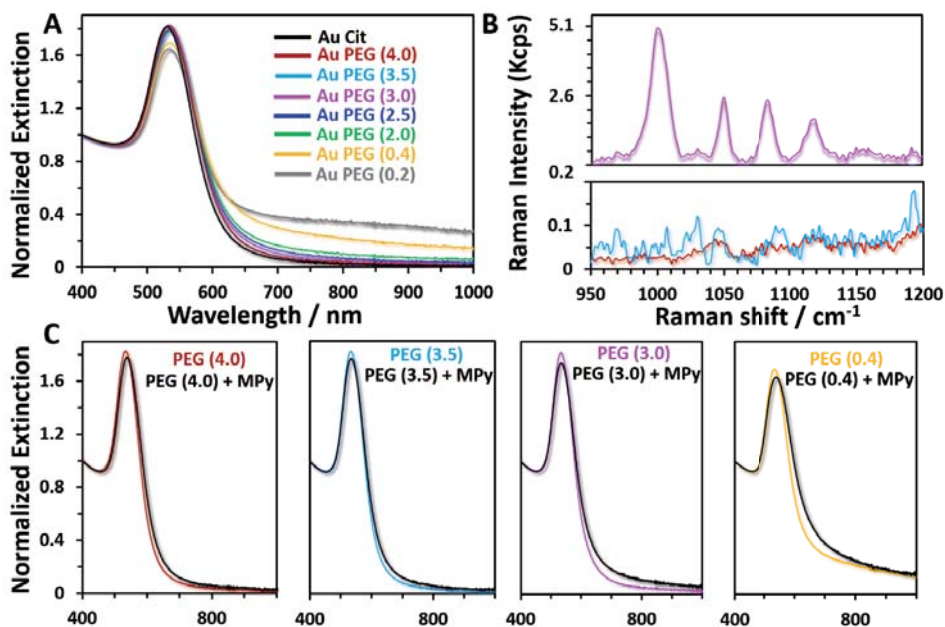 A
Normalized Extinction
1.6
1.2
0.8
0.4
0
Au Cit
Au PEG (4.0)
Au PEG (3.5)
Au PEG (3.0)
Au PEG (2.5)
Au PEG (2.0)
Au PEG (0.4)
Au PEG (0.2)
400 500 600 700 800 900 1000
Wavelength / nm
B
Raman Intensity (Kcps)
5.1
2.6
0.2
0.1
0
950 1000 1050 1100 1150 1200
Raman shift / cm⁻¹
C
Normalized Extinction
1.6
1.2
0.8
0.4
0
PEG (4.0)
PEG (4.0) + MPy
400 600 800
PEG (3.5)
PEG (3.5) + MPy
400 600 800
PEG (3.0)
PEG (3.0) + MPy
400 600 800
PEG (0.4)
PEG (0.4) + MPy
400 600 800